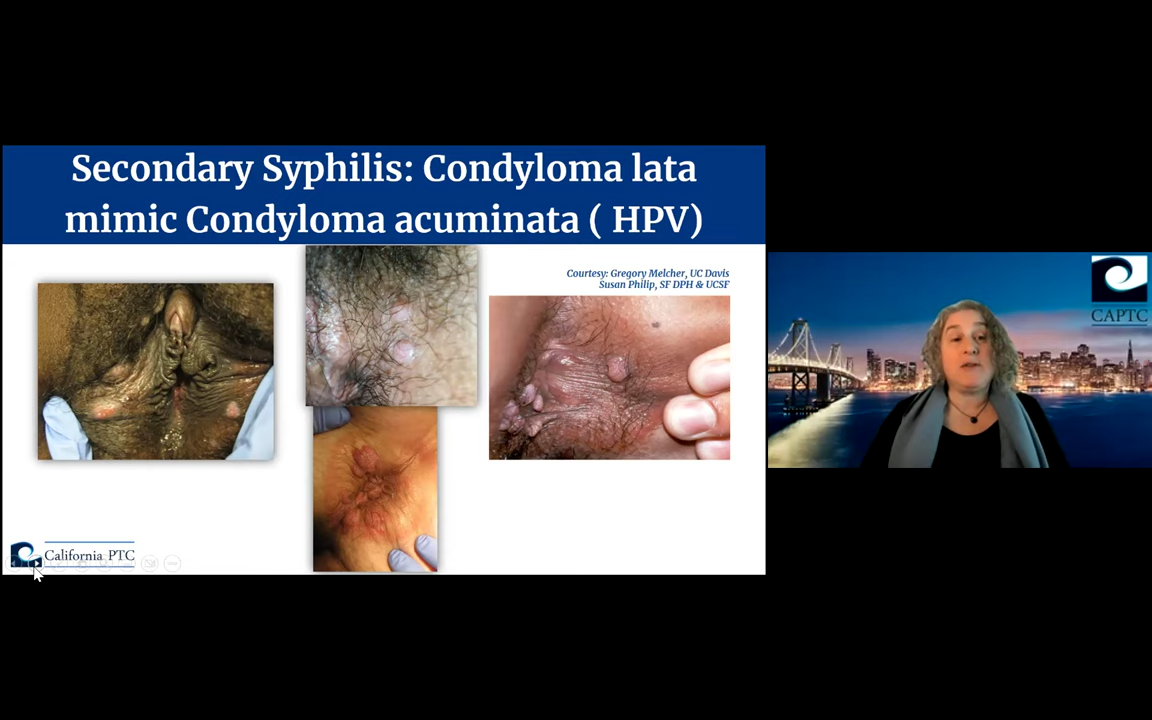 Secondary Syphilis: Condyloma lata
mimic Condyloma acuminata ( HPV)
Courtesy: Gregory Melcher, UC Davis
Susan Philip, SF DPH & UCSF
California PTC
CAPTC